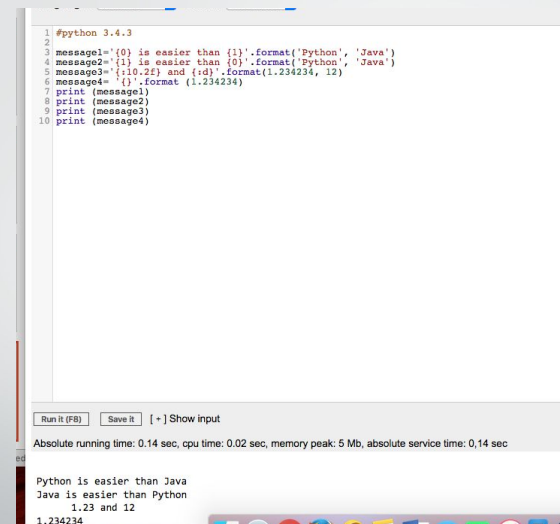 1 #python 3.4.3
2
3 message1='{0} is easier than {1}'.format('Python', 'Java')
4 message2='{1} is easier than {0}'.format('Python', 'Java')
5 message3='{:10.2f} and {:d}'.format(1.234234, 12)
6 message4= '{}'.format (1.234234)
7 print (message1)
8 print (message2)
9 print (message3)
10 print (message4)
Run it (F8) Save it [ + ] Show input
Absolute running time: 0.14 sec, cpu time: 0.02 sec, memory peak: 5 Mb, absolute service time: 0,14 sec
ed
Python is easier than Java
Java is easier than Python
1.23 and 12
1.234234